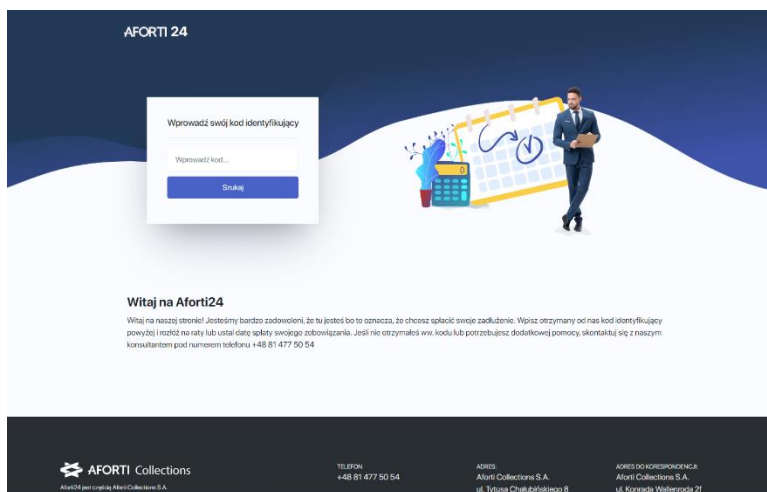 AFORTI 24
Wprowadź swój kod identyfikujący
Wprowadź kod...
Szukaj
Witaj na Aforti24
Witaj na naszej stronie! Jesteśmy bardzo zadowoleni, że tu jesteś bo to oznacza, że chcesz spłacić swoje zadłużenie. Wpisz otrzymany od nas kod identyfikujący
powyżej i rozłóż na raty lub ustal datę spłaty swojego zobowiązania. Jeśli nie otrzymałeś ww. kodu lub potrzebujesz dodatkowej pomocy, skontaktuj się z naszym
konsultantem pod numerem telefonu +48 81 477 50 54
AFORTI Collections
Aforti24 jest częścią Aforti Collections S.A.
TELEFON
+48 81 477 50 54
ADRES:
Aforti Collections S.A.
ul. Tytusa Chałubińskiego 8
ADRES DO KORESPONDENCJI:
Aforti Collections S.A.
ul. Konrada Wallenroda 2f